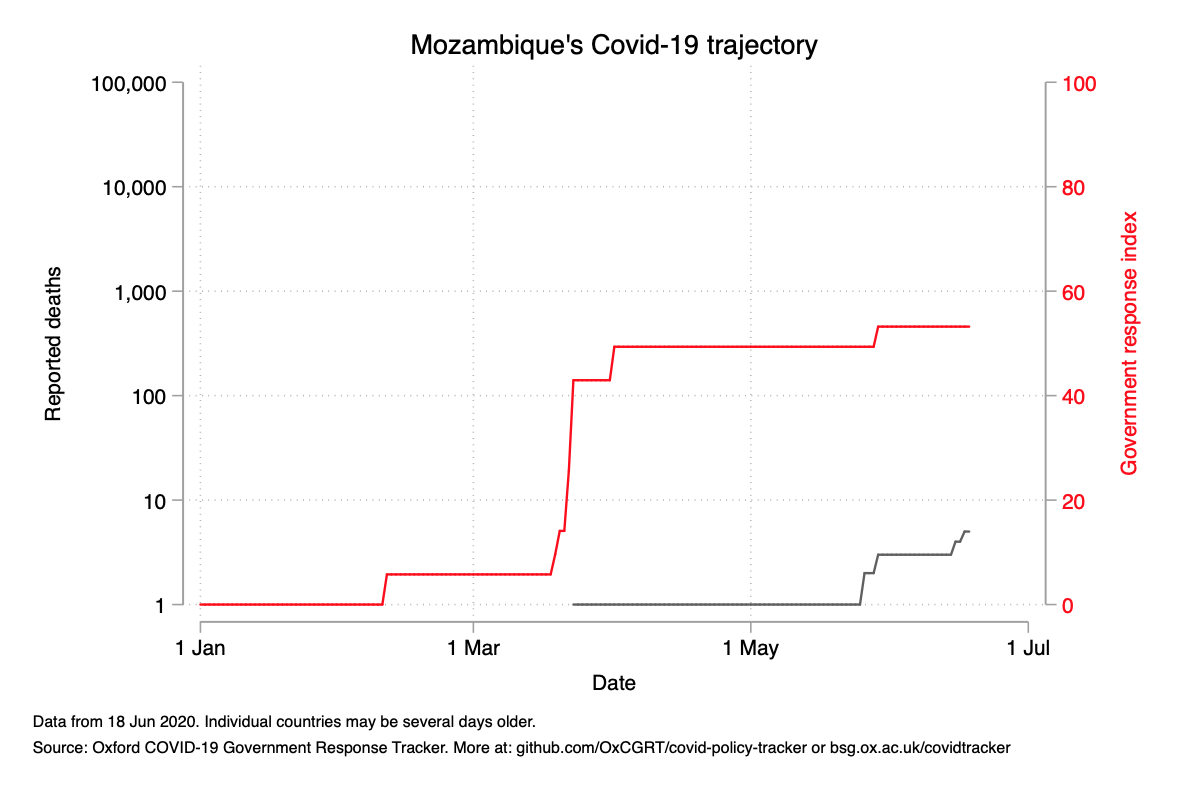 Mozambique's Covid-19 trajectory
100,000
10,000
1,000
100
10
1
Reported deaths
100
80
60
40
20
0
Government response index
1 Jan
1 Mar
1 May
1 Jul
Date
Data from 18 Jun 2020. Individual countries may be several days older.
Source: Oxford COVID-19 Government Response Tracker. More at: github.com/OxCGRT/covid-policy-tracker or bsg.ox.ac.uk/covidtracker